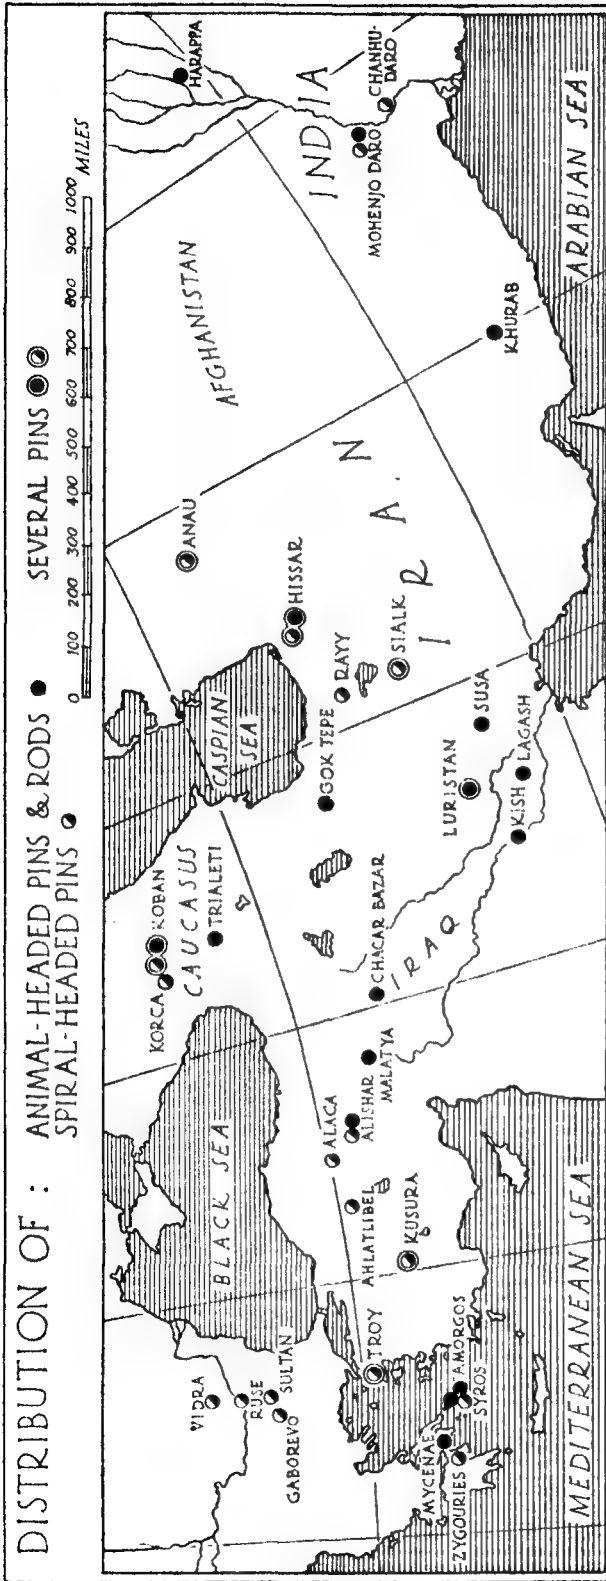 DISTRIBUTION OF : ANIMAL-HEADED PINS & RODS SEVERAL PINS
SPIRAL-HEADED PINS
0 100 200 300 400 500 600 700 800 900 1000 MILES
VIDRA
RUSE
SULTAN
GABOREVO
BLACK SEA
KORCA
KOBAN
CAUCASUS
TRIALETI
CASPIAN
SEA
ANAU
HISSAR
AFGHANISTAN
HARAPPA
INDIA
MOHENJO DARO
CHANHU-
DARO
TROY
AHLATLIBEL
ALACA
ALISHAR
KUSURA
MALATYA
CHACAR BAZAR
IRAQ
GOK TEPE
RAYY
SIALK
IRA.N
LURISTAN
SUSA
KISH
LAGASH
KHURAB
MYCENAE
ZYGOURIES
AMORGOS
SYROS
MEDITERRANEAN SEA
ARABIAN SEA